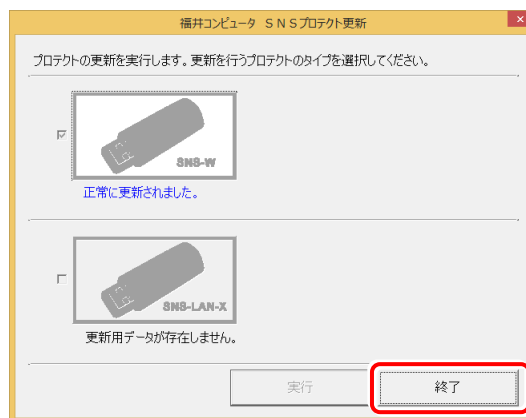 福井コンピュータ ＳＮＳプロテクト更新
プロテクトの更新を実行します。更新を行うプロテクトのタイプを選択してください。
SNS-W
正常に更新されました。
SNS-LAN-X
更新用データが存在しません。
実行
終了